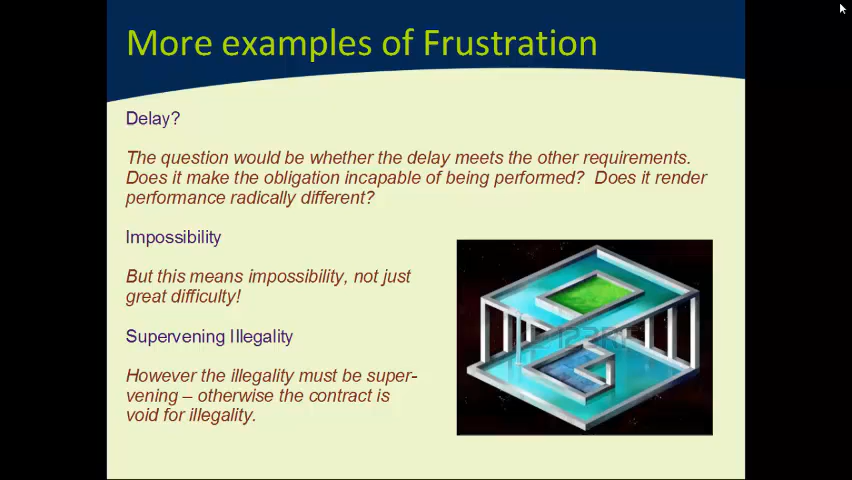 More examples of Frustration
Delay?
The question would be whether the delay meets the other requirements.
Does it make the obligation incapable of being performed?  Does it render
performance radically different?
Impossibility
But this means impossibility, not just
great difficulty!
Supervening Illegality
However the illegality must be super-
vening – otherwise the contract is
void for illegality.